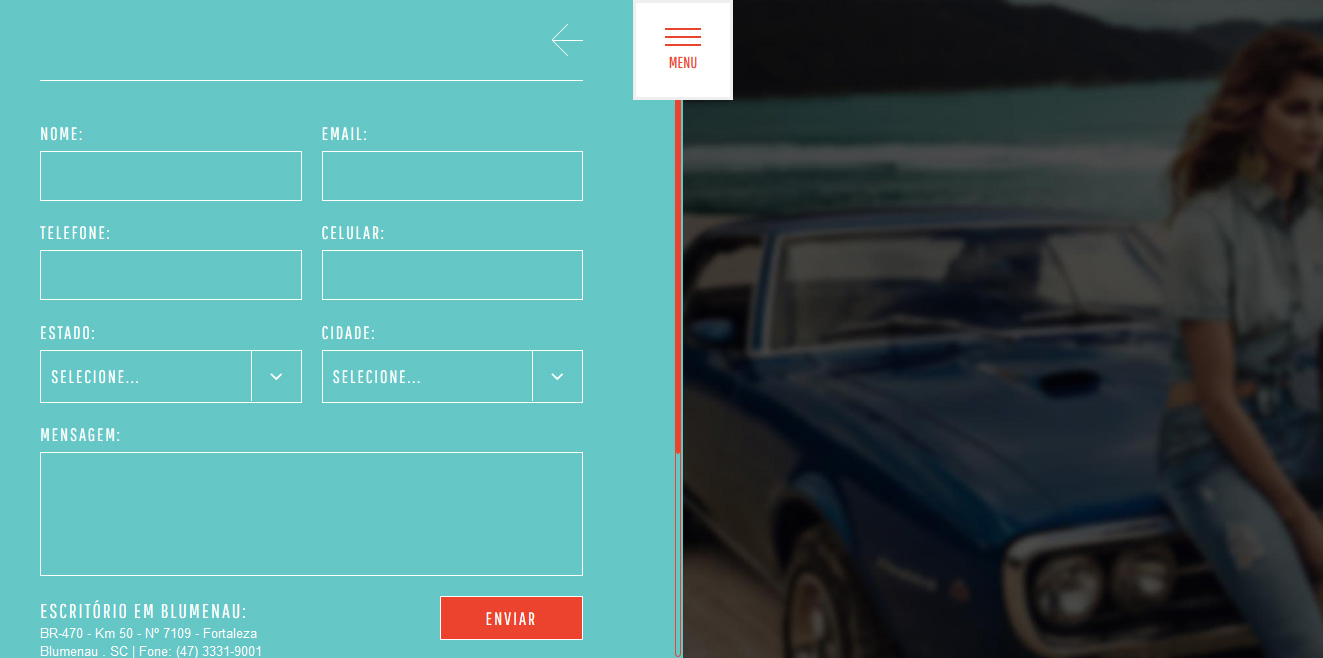 MENU
NOME:
EMAIL:
TELEFONE:
CELULAR:
ESTADO:
CIDADE:
SELECIONE...
SELECIONE...
MENSAGEM:
ESCRITÓRIO EM BLUMENAU:
ENVIAR
BR-470 - Km 50 - Nº 7109 - Fortaleza
Blumenau . SC | Fone: (47) 3331-9001